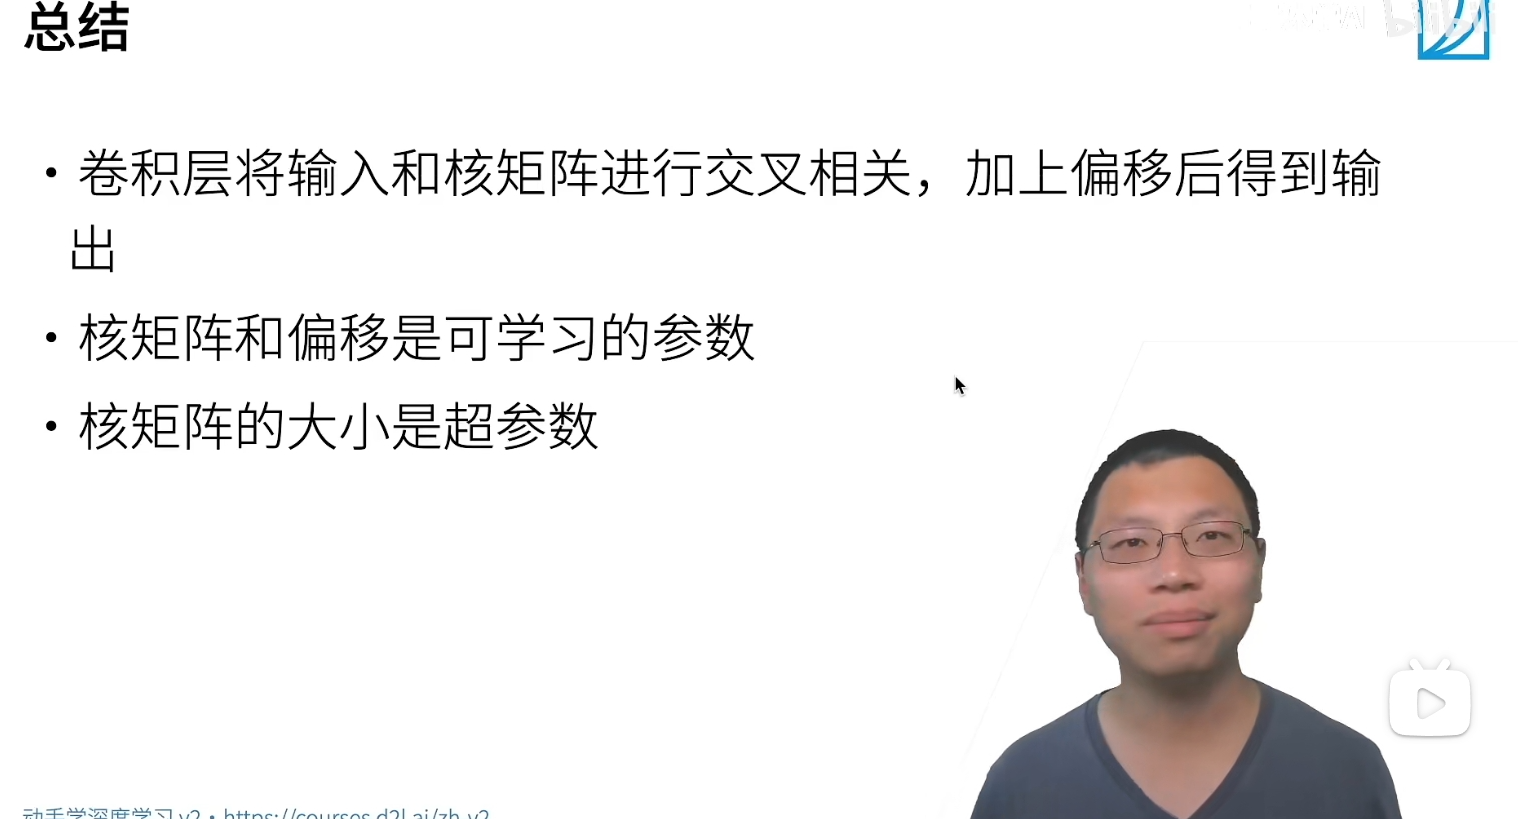 总结
• 卷积层将输入和核矩阵进行交叉相关，加上偏移后得到输
出
• 核矩阵和偏移是可学习的参数
• 核矩阵的大小是超参数
动手学深度学习 v2 • https://courses.d2l.ai/zh-v2